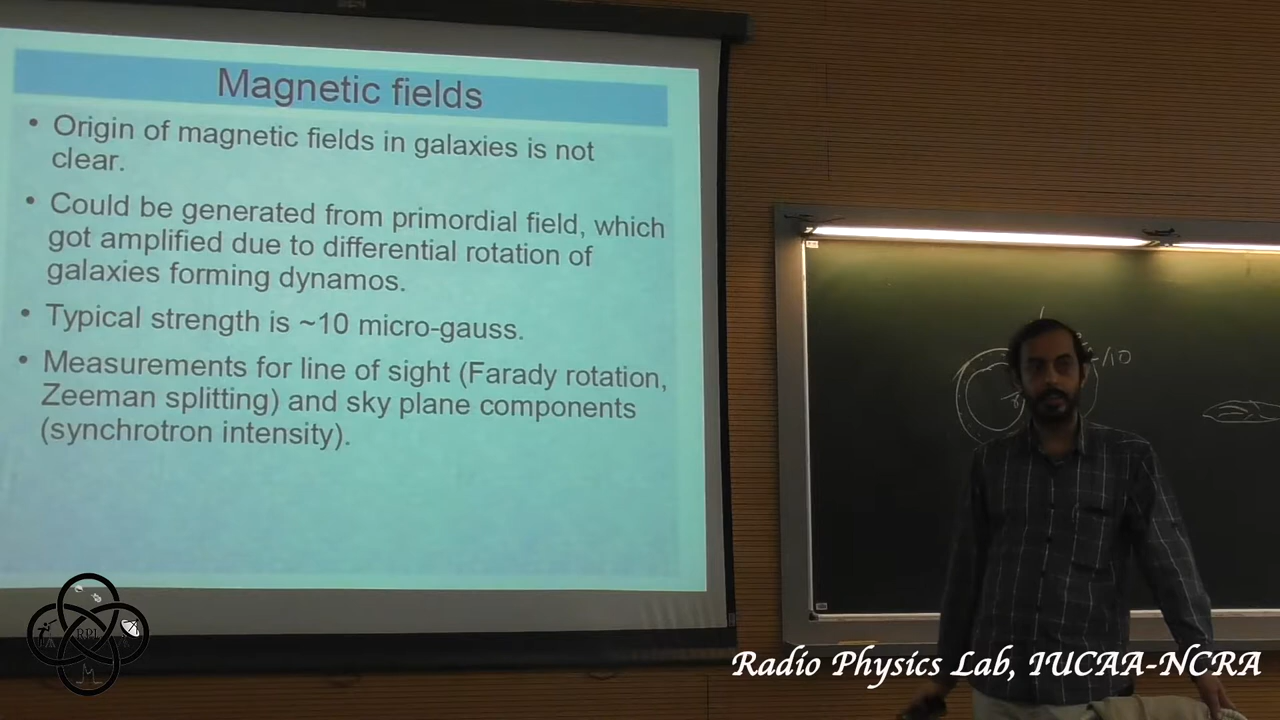 Magnetic fields
• Origin of magnetic fields in galaxies is not
clear.
• Could be generated from primordial field, which
got amplified due to differential rotation of
galaxies forming dynamos.
• Typical strength is ~10 micro-gauss.
• Measurements for line of sight (Farady rotation,
Zeeman splitting) and sky plane components
(synchrotron intensity).
RPL
Radio Physics Lab, IUCAA-NCRA